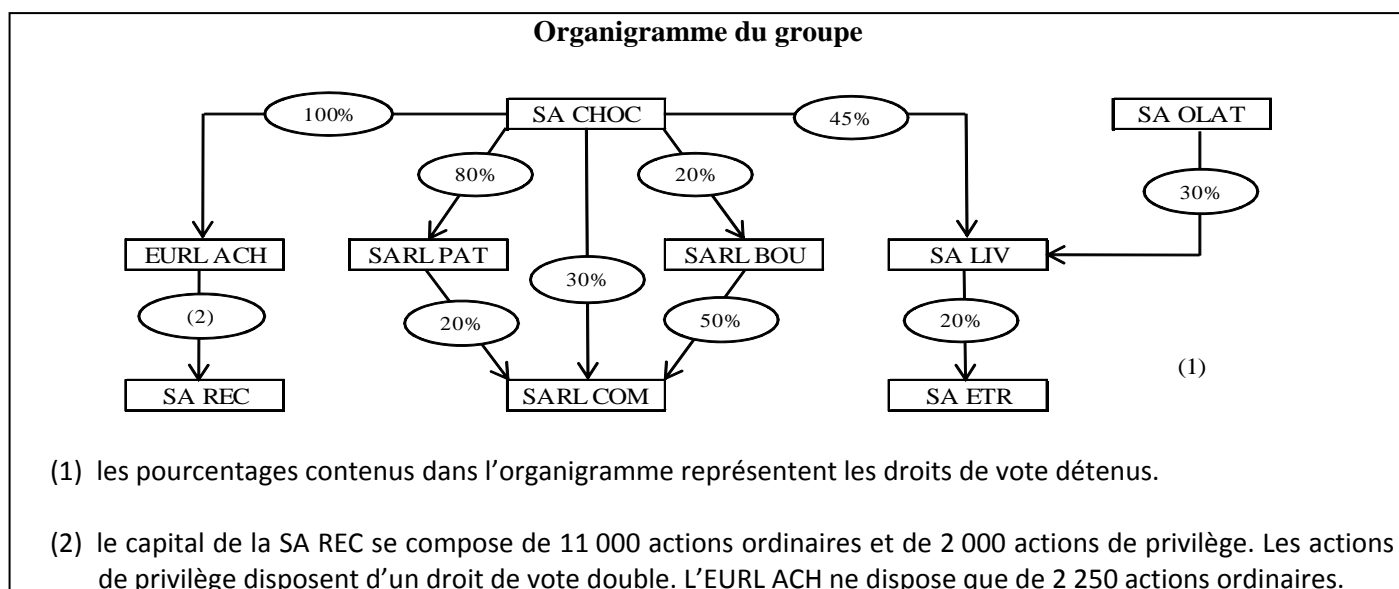 Organigramme du groupe
100% SA CHOC 45% SA OLAT
80% 20% 30%
EURL ACH SARL PAT SARL BOU SA LIV
30%
(2) 20% 50% 20%
(1)
SA REC SARL COM SA ETR
(1) les pourcentages contenus dans l’organigramme représentent les droits de vote détenus.
(2) le capital de la SA REC se compose de 11 000 actions ordinaires et de 2 000 actions de privilège. Les actions
de privilège disposent d’un droit de vote double. L’EURL ACH ne dispose que de 2 250 actions ordinaires.